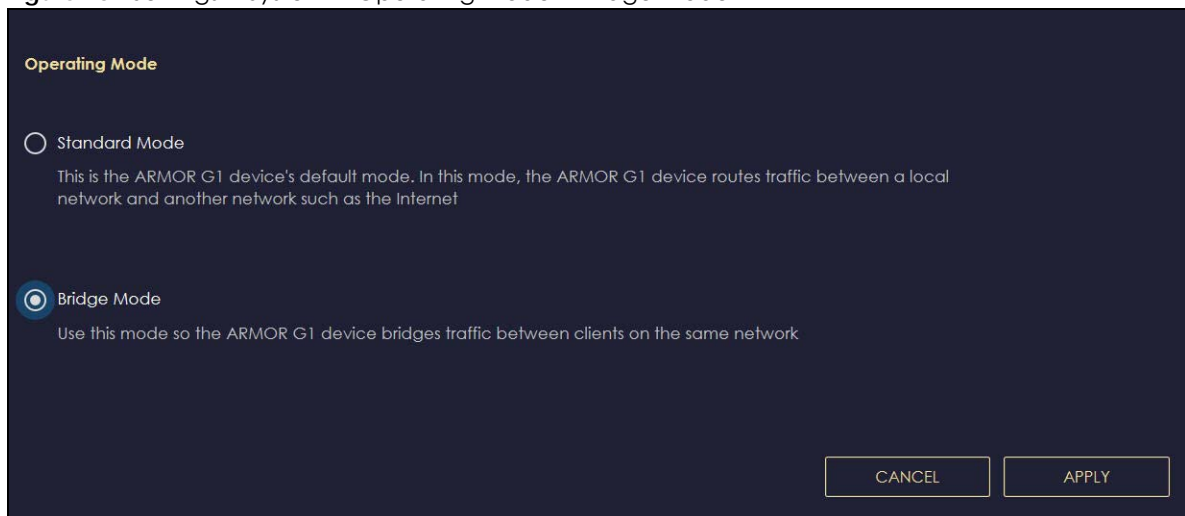 Operating Mode
Standard Mode
This is the ARMOR G1 device's default mode. In this mode, the ARMOR G1 device routes traffic between a local
network and another network such as the Internet
Bridge Mode
Use this mode so the ARMOR G1 device bridges traffic between clients on the same network
CANCEL
APPLY